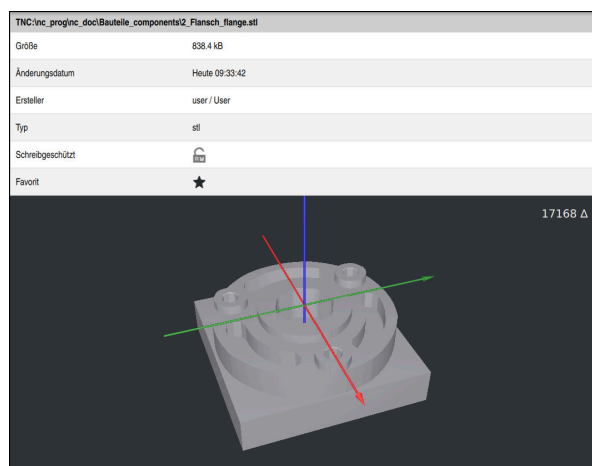 TNC:\nc_prog\nc_doc\Bauteile_components\2_Flansch_flange.stl
Größe 838.4 kB
Änderungsdatum Heute 09:33:42
Ersteller user / User
Typ stl
Schreibgeschützt RW
Favorit
17168 Δ